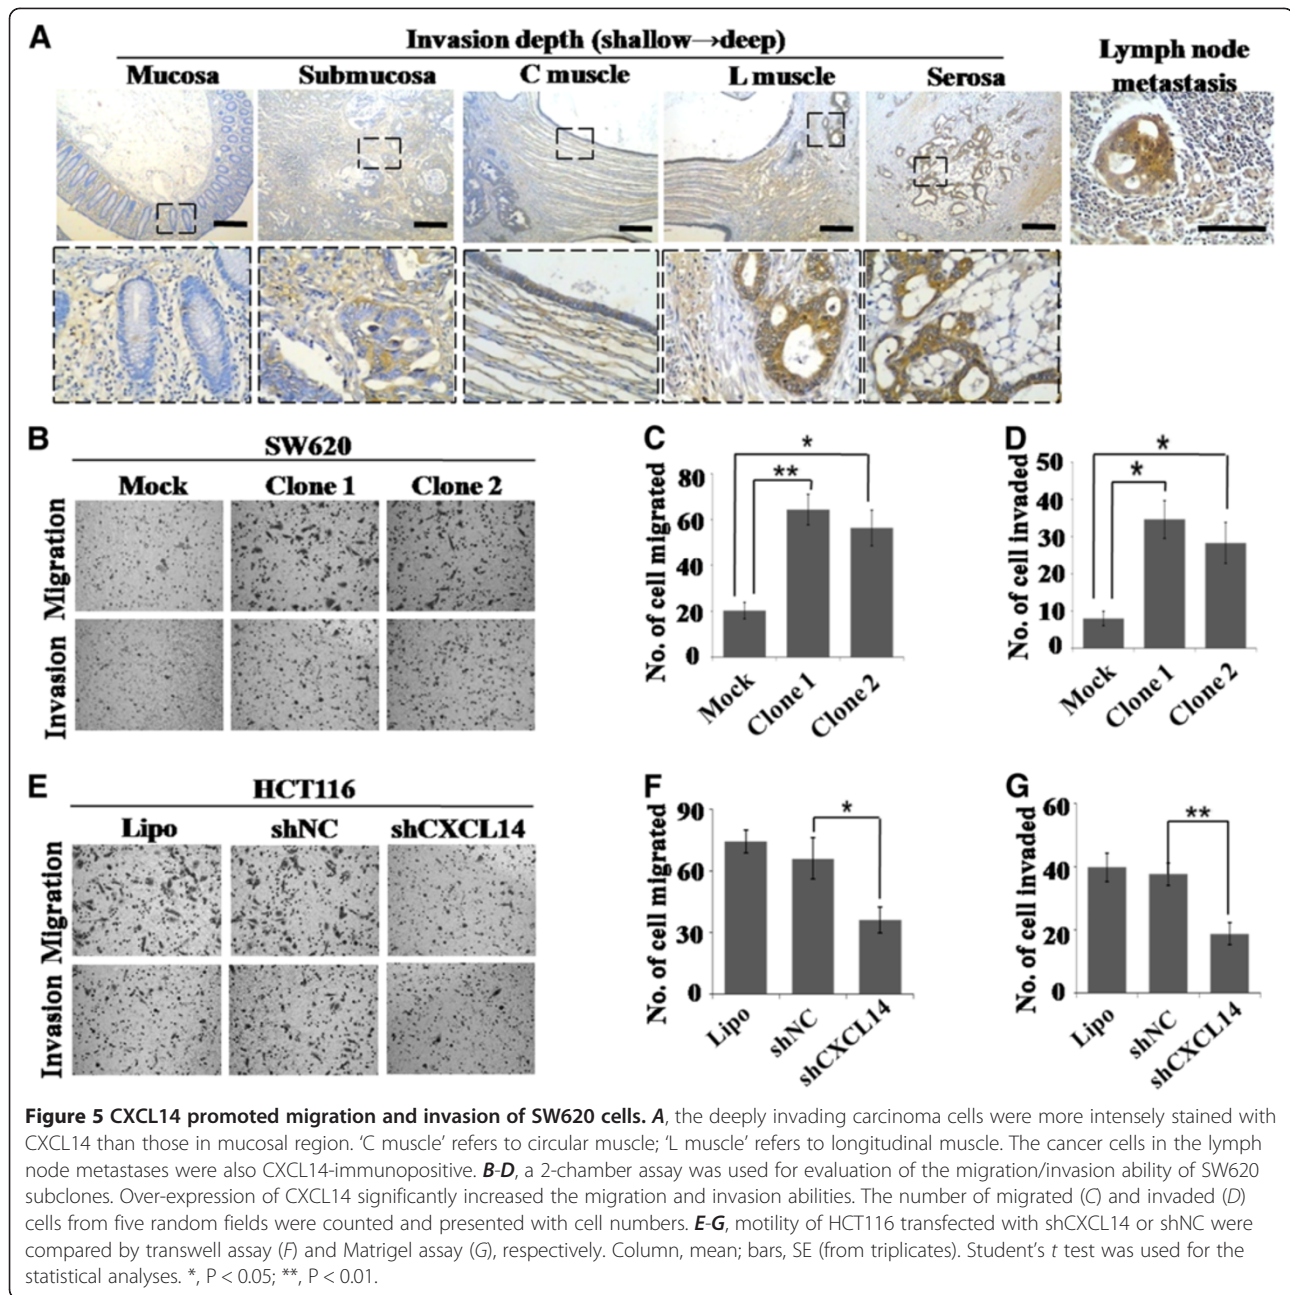 A
Invasion depth (shallow→deep)
Lymph node
metastasis
Mucosa Submucosa C muscle L muscle Serosa
B
SW620
Mock Clone 1 Clone 2
Migration
Invasion
C
* 
**
80
60
40
20
0
No. of cell migrated
Mock Clone 1 Clone 2
D
*
*
50
40
30
20
10
0
No. of cell invaded
Mock Clone 1 Clone 2
E
HCT116
Lipo shNC shCXCL14
Migration
Invasion
F
*
90
60
30
0
No. of cell migrated
Lipo shNC shCXCL14
G
**
60
40
20
0
No. of cell invaded
Lipo shNC shCXCL14
Figure 5 CXCL14 promoted migration and invasion of SW620 cells. A, the deeply invading carcinoma cells were more intensely stained with
CXCL14 than those in mucosal region. ‘C muscle’ refers to circular muscle; ‘L muscle’ refers to longitudinal muscle. The cancer cells in the lymph
node metastases were also CXCL14-immunopositive. B-D, a 2-chamber assay was used for evaluation of the migration/invasion ability of SW620
subclones. Over-expression of CXCL14 significantly increased the migration and invasion abilities. The number of migrated (C) and invaded (D)
cells from five random fields were counted and presented with cell numbers. E-G, motility of HCT116 transfected with shCXCL14 or shNC were
compared by transwell assay (F) and Matrigel assay (G), respectively. Column, mean; bars, SE (from triplicates). Student’s t test was used for the
statistical analyses. *, P < 0.05; **, P < 0.01.